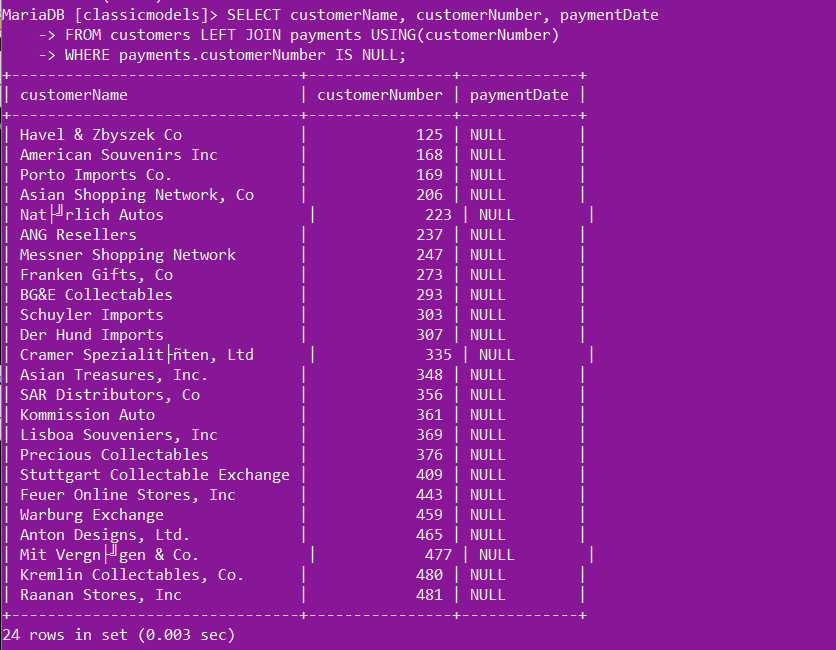 MariaDB [classicmodels]> SELECT customerName, customerNumber, paymentDate
    -> FROM customers LEFT JOIN payments USING(customerNumber)
    -> WHERE payments.customerNumber IS NULL;
+--------------------------------+----------------+-------------+
| customerName                   | customerNumber | paymentDate |
+--------------------------------+----------------+-------------+
| Havel & Zbyszek Co             |            125 | NULL        |
| American Souvenirs Inc         |            168 | NULL        |
| Porto Imports Co.              |            169 | NULL        |
| Asian Shopping Network, Co     |            206 | NULL        |
| Nat├╝rlich Autos                |            223 | NULL        |
| ANG Resellers                  |            237 | NULL        |
| Messner Shopping Network       |            247 | NULL        |
| Franken Gifts, Co              |            273 | NULL        |
| BG&E Collectables              |            293 | NULL        |
| Schuyler Imports               |            303 | NULL        |
| Der Hund Imports               |            307 | NULL        |
| Cramer Spezialit├ñten, Ltd      |            335 | NULL        |
| Asian Treasures, Inc.          |            348 | NULL        |
| SAR Distributors, Co           |            356 | NULL        |
| Kommission Auto                |            361 | NULL        |
| Lisboa Souveniers, Inc         |            369 | NULL        |
| Precious Collectables          |            376 | NULL        |
| Stuttgart Collectable Exchange |            409 | NULL        |
| Feuer Online Stores, Inc       |            443 | NULL        |
| Warburg Exchange               |            459 | NULL        |
| Anton Designs, Ltd.            |            465 | NULL        |
| Mit Vergn├╝gen & Co.            |            477 | NULL        |
| Kremlin Collectables, Co.      |            480 | NULL        |
| Raanan Stores, Inc             |            481 | NULL        |
+--------------------------------+----------------+-------------+
24 rows in set (0.003 sec)